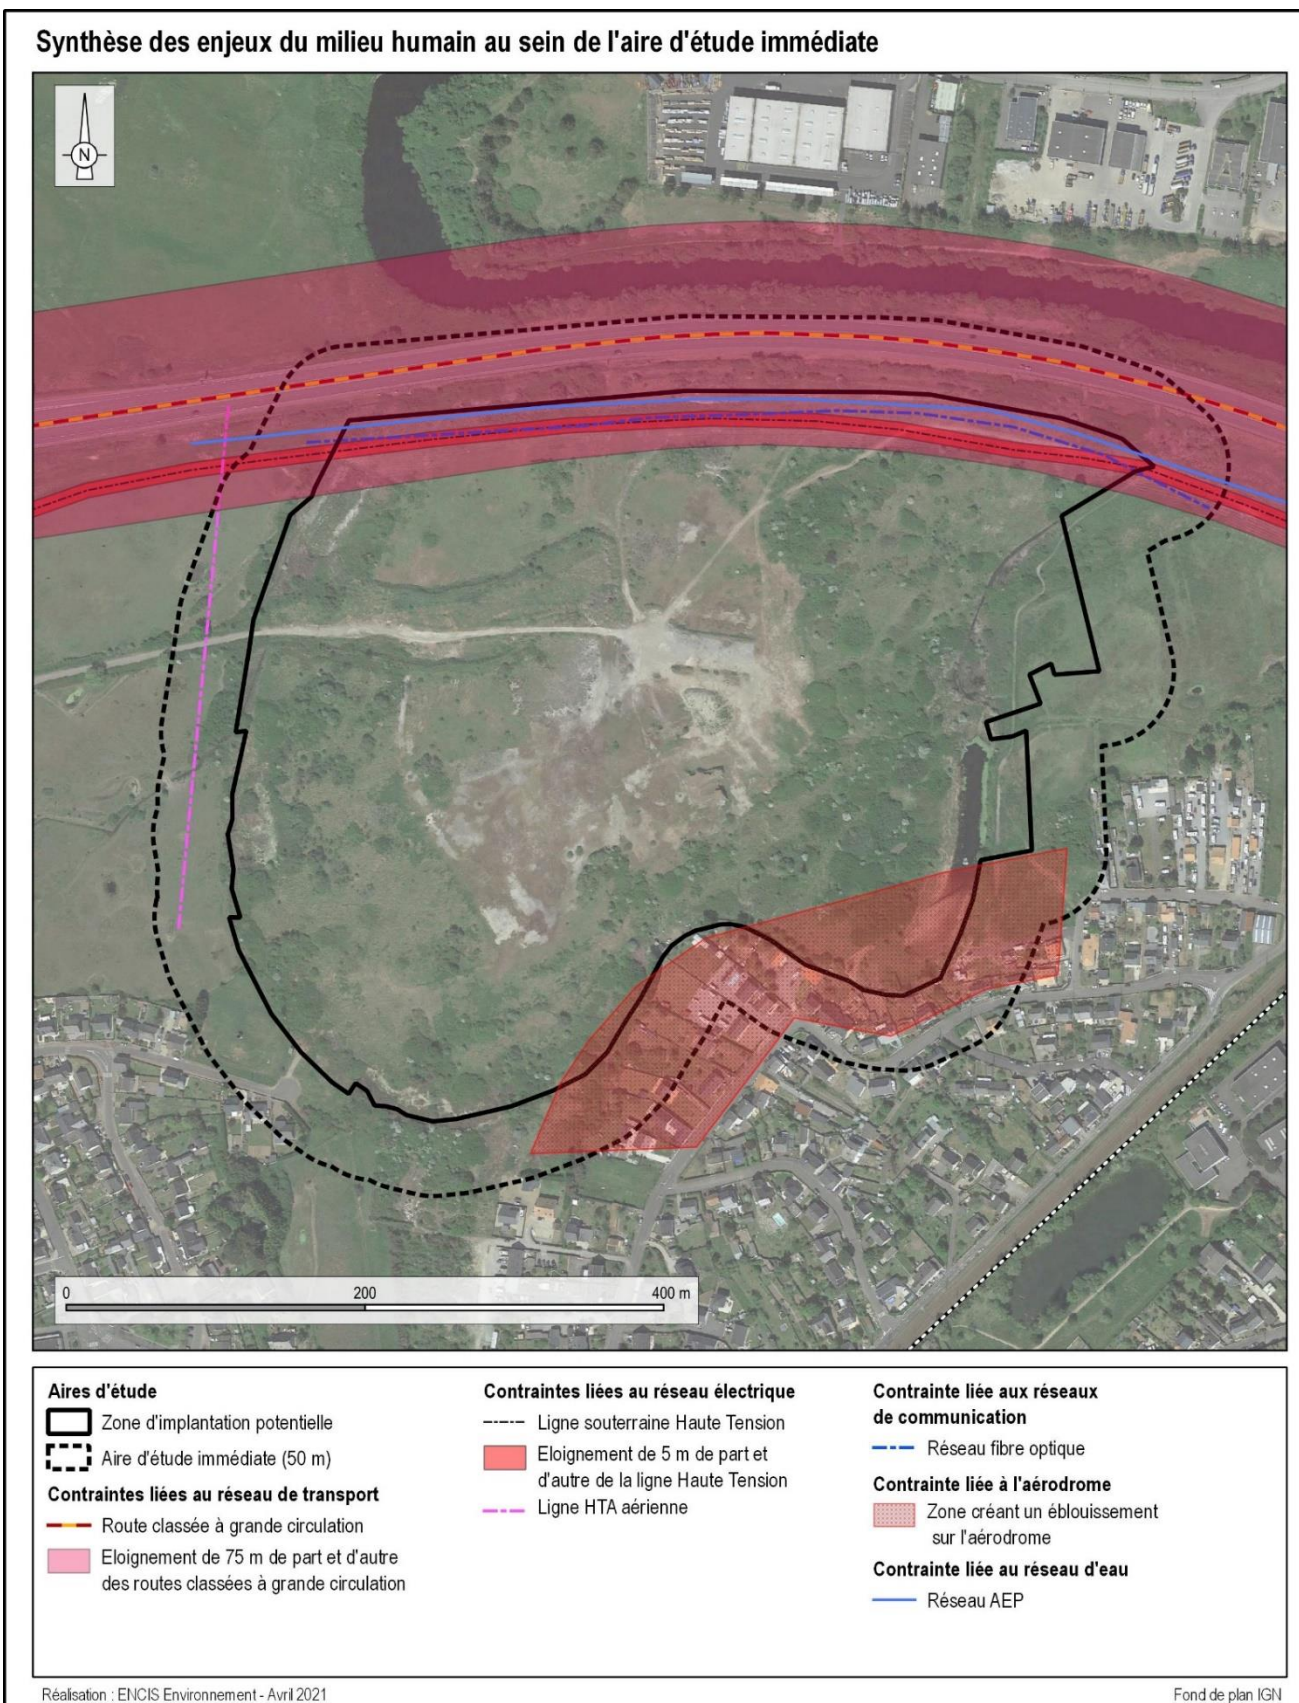 Synthèse des enjeux du milieu humain au sein de l'aire d'étude immédiate
N
0 200 400 m
Aires d'étude
Zone d'implantation potentielle
Aire d'étude immédiate (50 m)
Contraintes liées au réseau de transport
Route classée à grande circulation
Eloignement de 75 m de part et d'autre
des routes classées à grande circulation
Contraintes liées au réseau électrique
Ligne souterraine Haute Tension
Eloignement de 5 m de part et
d'autre de la ligne Haute Tension
Ligne HTA aérienne
Contrainte liée aux réseaux
de communication
Réseau fibre optique
Contrainte liée à l'aérodrome
Zone créant un éblouissement
sur l'aérodrome
Contrainte liée au réseau d'eau
Réseau AEP
Réalisation : ENCIS Environnement - Avril 2021
Fond de plan IGN